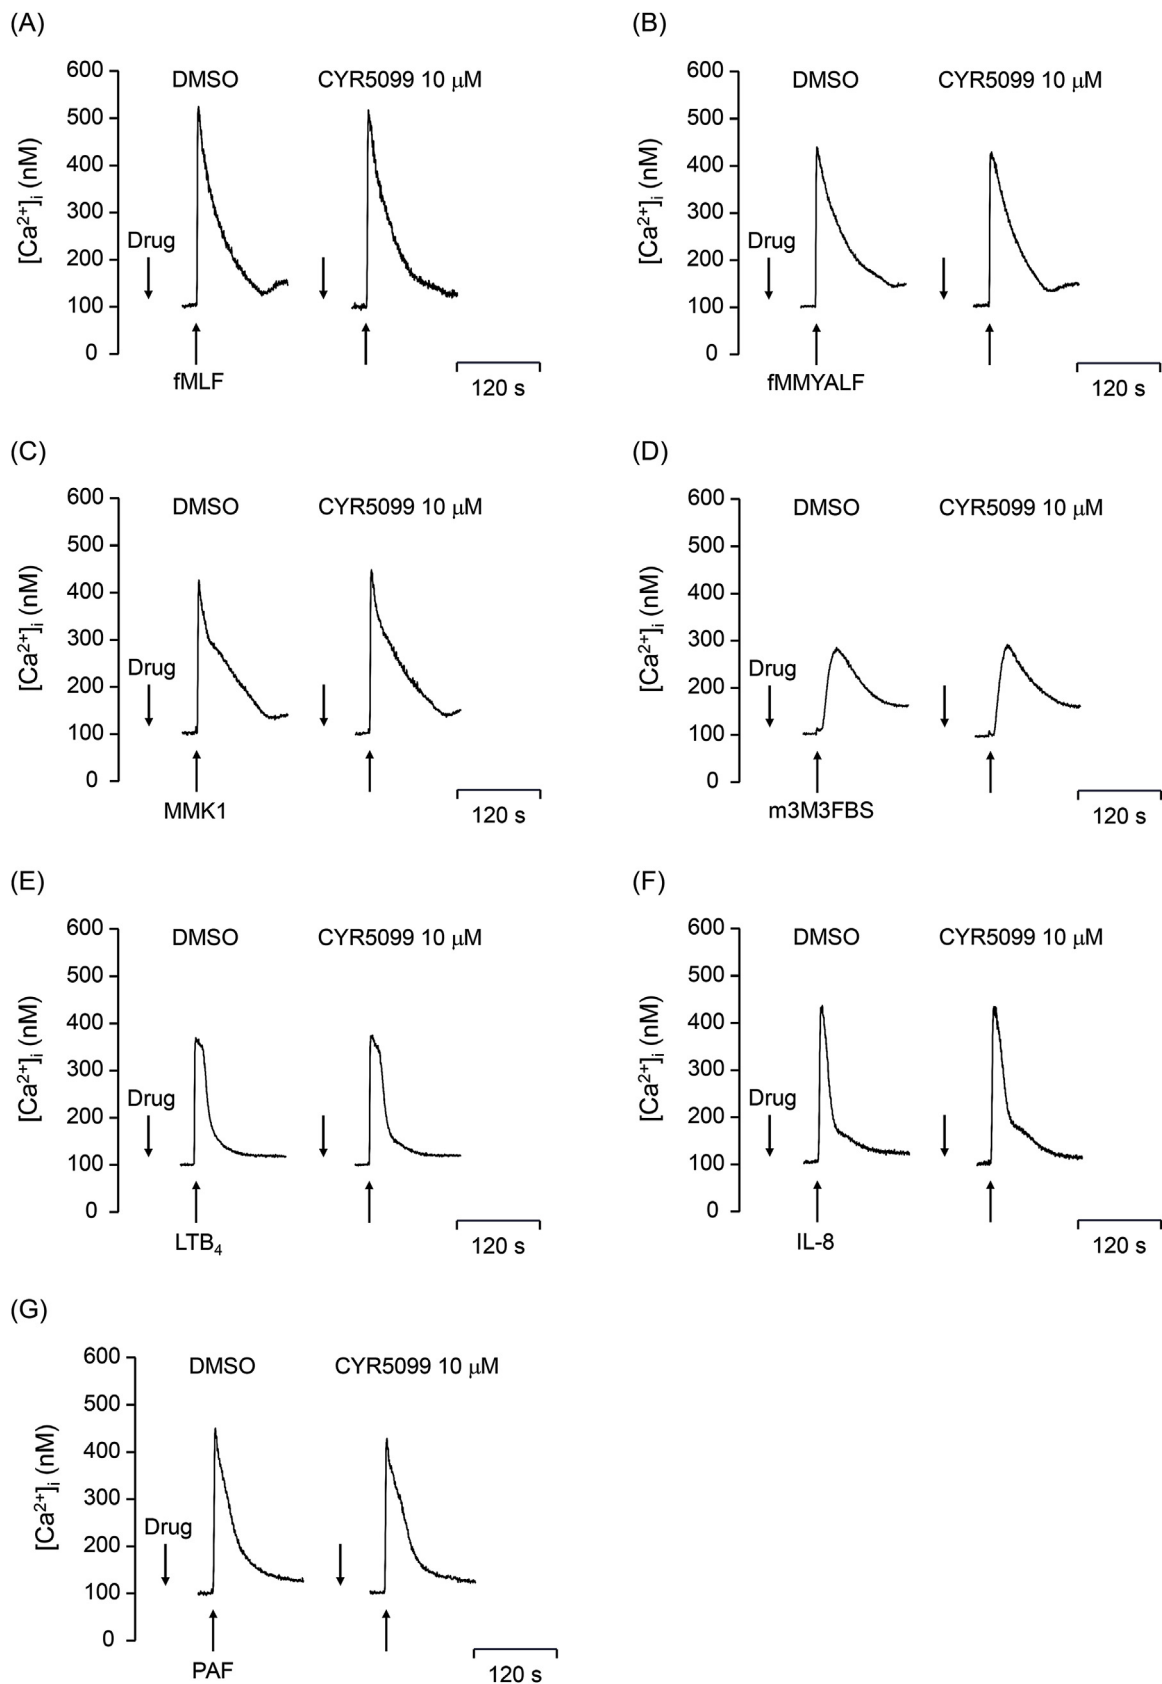 (A)
600
500
400
300
200
100
0
[Ca²⁺]ᵢ (nM)
DMSO
CYR5099 10 μM
Drug
fMLF
120 s
(B)
600
500
400
300
200
100
0
[Ca²⁺]ᵢ (nM)
DMSO
CYR5099 10 μM
Drug
fMMYALF
120 s
(C)
600
500
400
300
200
100
0
[Ca²⁺]ᵢ (nM)
DMSO
CYR5099 10 μM
Drug
MMK1
120 s
(D)
600
500
400
300
200
100
0
[Ca²⁺]ᵢ (nM)
DMSO
CYR5099 10 μM
Drug
m3M3FBS
120 s
(E)
600
500
400
300
200
100
0
[Ca²⁺]ᵢ (nM)
DMSO
CYR5099 10 μM
Drug
LTB₄
120 s
(F)
600
500
400
300
200
100
0
[Ca²⁺]ᵢ (nM)
DMSO
CYR5099 10 μM
Drug
IL-8
120 s
(G)
600
500
400
300
200
100
0
[Ca²⁺]ᵢ (nM)
DMSO
CYR5099 10 μM
Drug
PAF
120 s